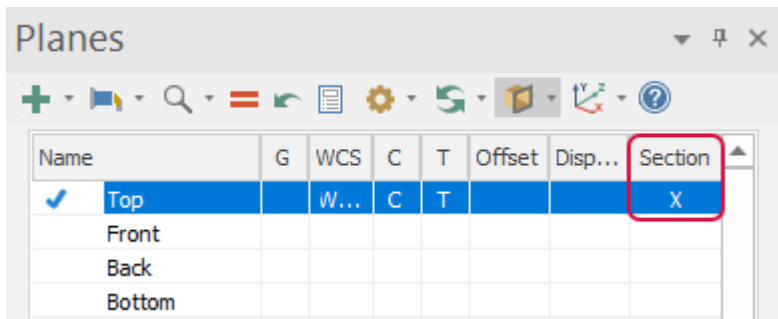 Planes
Name G WCS C T Offset Disp... Section
Top W... C T X
Front
Back
Bottom